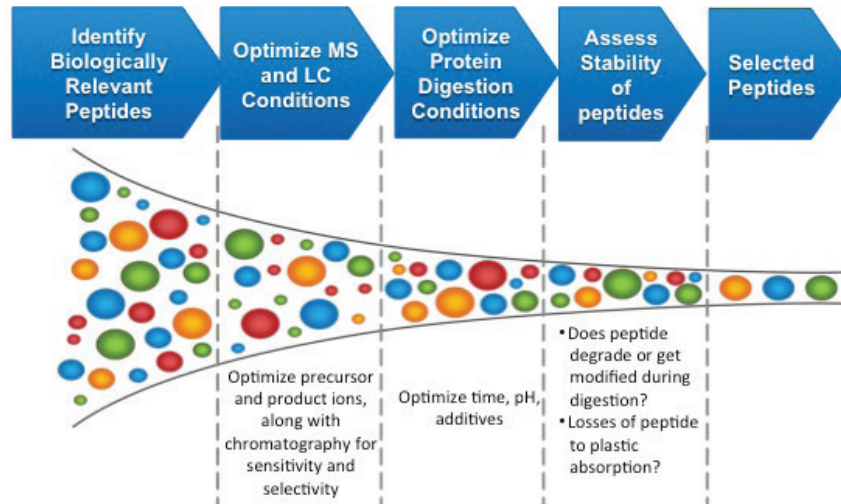 Identify
Biologically
Relevant
Peptides
Optimize MS
and LC
Conditions
Optimize
Protein
Digestion
Conditions
Assess
Stability
of
peptides
Selected
Peptides
Optimize precursor
and product ions,
along with
chromatography for
sensitivity and
selectivity
Optimize time, pH,
additives
•Does peptide
degrade or get
modified during
digestion?
•Losses of peptide
to plastic
absorption?